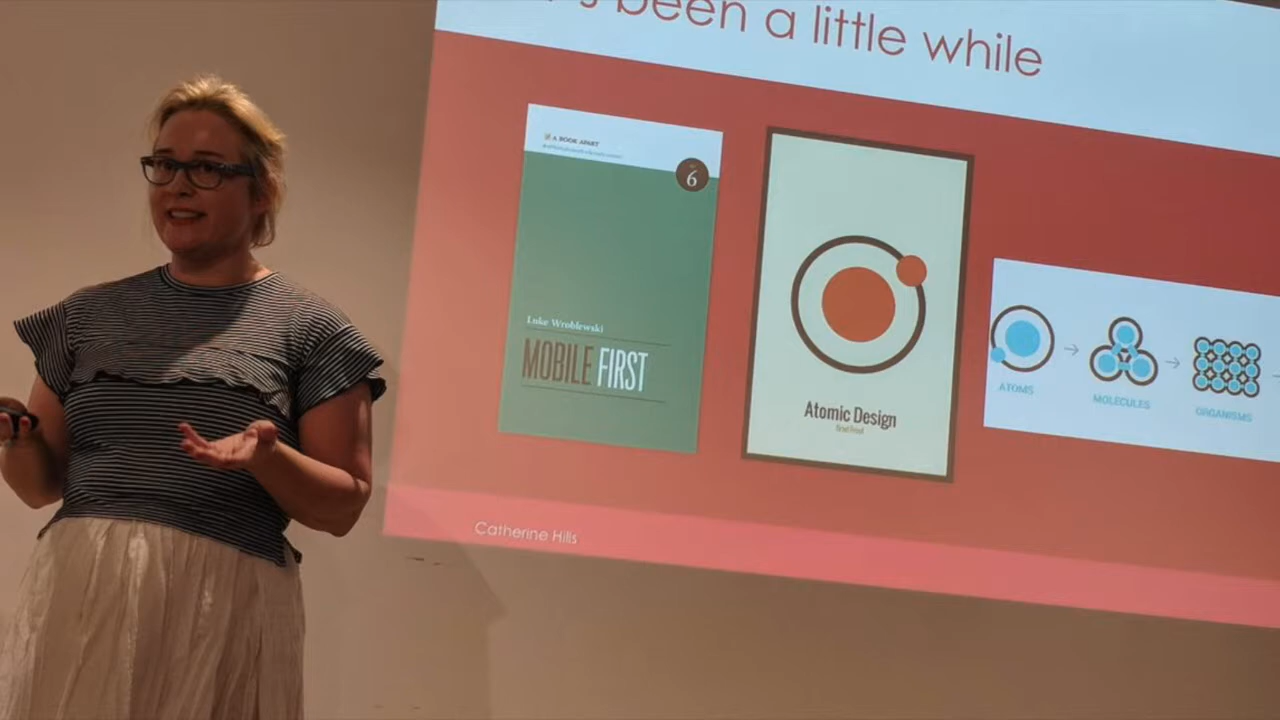 's been a little while
A BOOK APART
6
Luke Wroblewski
MOBILE FIRST
Atomic Design
Brad Frost
ATOMS
MOLECULES
ORGANISMS
Catherine Hills